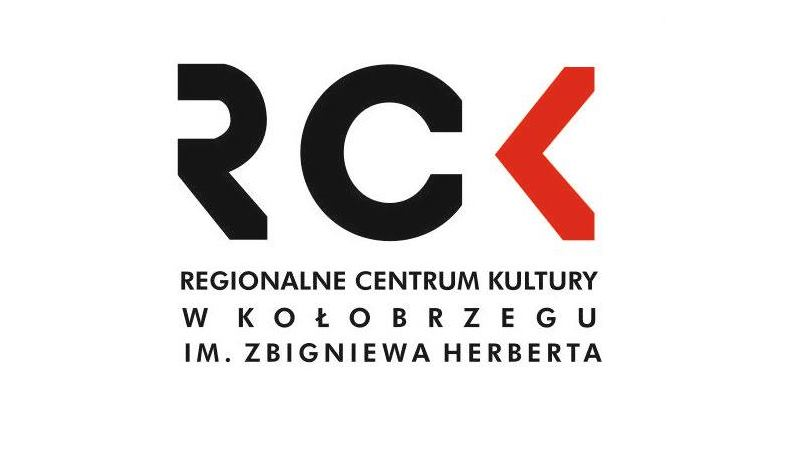 RCK
REGIONALNE CENTRUM KULTURY
W KOŁOBRZEGU
IM. ZBIGNIEWA HERBERTA